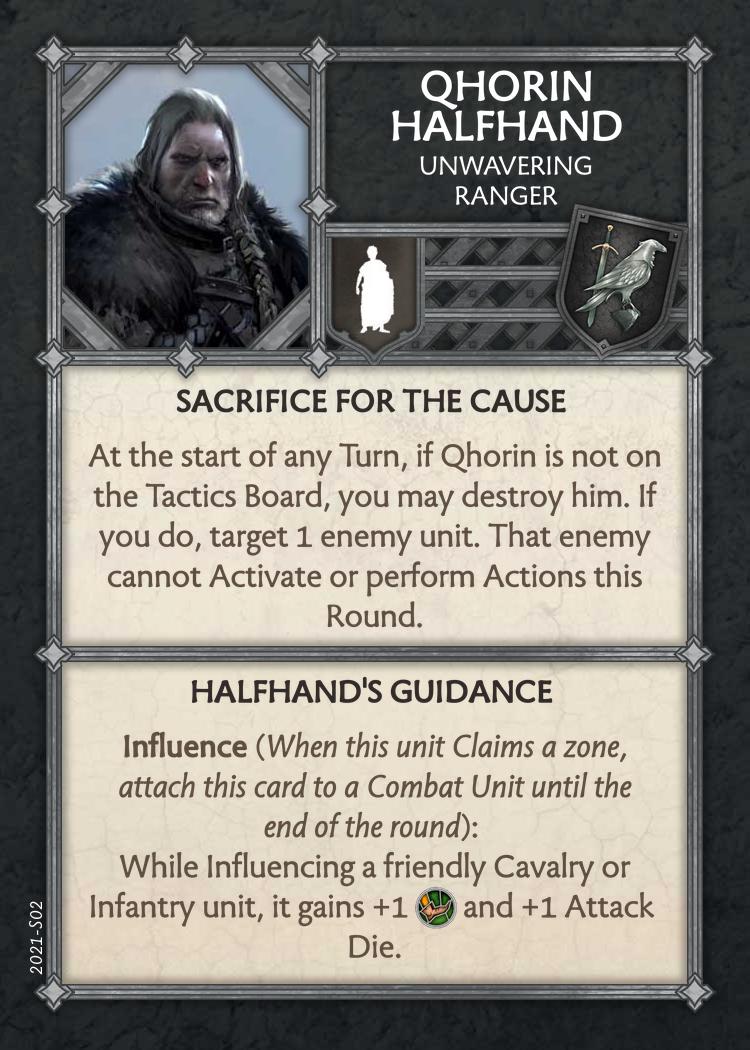 QHORIN
HALFHAND
UNWAVERING
RANGER
SACRIFICE FOR THE CAUSE
At the start of any Turn, if Qhorin is not on
the Tactics Board, you may destroy him. If
you do, target 1 enemy unit. That enemy
cannot Activate or perform Actions this
Round.
HALFHAND'S GUIDANCE
Influence (When this unit Claims a zone,
attach this card to a Combat Unit until the
end of the round):
While Influencing a friendly Cavalry or
Infantry unit, it gains +1 and +1 Attack
Die.
2021-S02